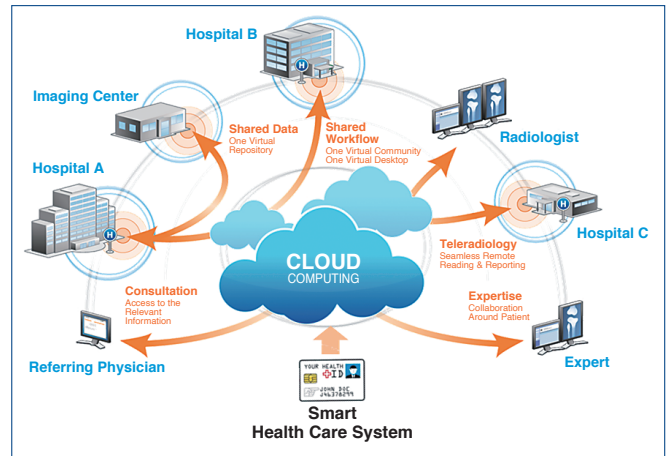 Hospital B
Imaging Center
Shared Data
One Virtual
Repository
Shared
Workflow
One Virtual Community
One Virtual Desktop
Radiologist
Hospital A
H
H
H
Hospital C
CLOUD
COMPUTING
Teleradiology
Seamless Remote
Reading & Reporting
Consultation
Access to the
Relevant
Information
Expertise
Collaboration
Around Patient
Referring Physician
Expert
YOUR HEALTH
ID
JOHN DOE
246378299
Smart
Health Care System